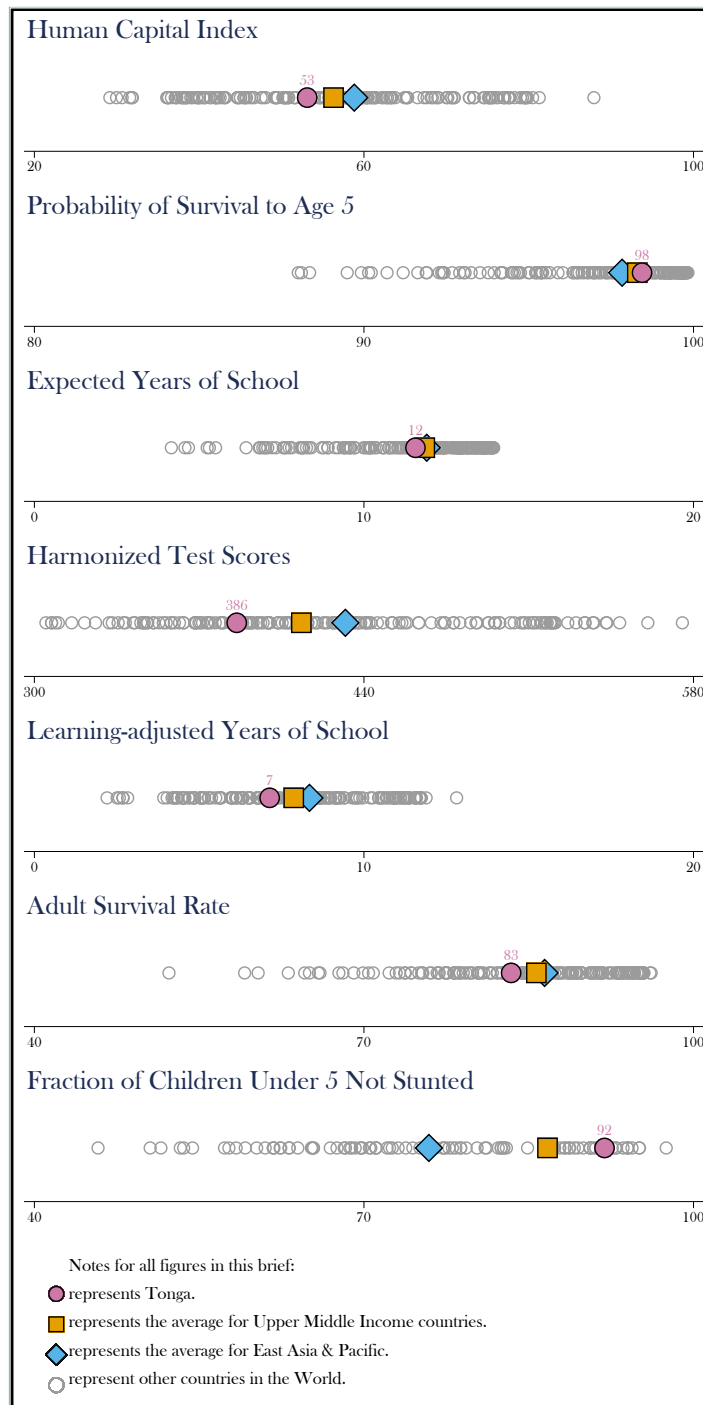 Human Capital Index
53
20 60 100
Probability of Survival to Age 5
98
80 90 100
Expected Years of School
12
0 10 20
Harmonized Test Scores
386
300 440 580
Learning-adjusted Years of School
7
0 10 20
Adult Survival Rate
83
40 70 100
Fraction of Children Under 5 Not Stunted
92
40 70 100
Notes for all figures in this brief:
represents Tonga.
represents the average for Upper Middle Income countries.
represents the average for East Asia & Pacific.
represent other countries in the World.